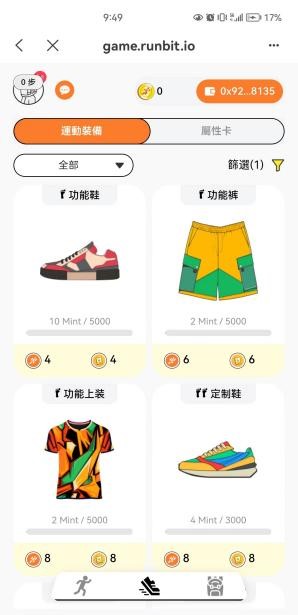 9:49
17%
game.runbit.io
0 步
0
0x92...8135
運動裝備
屬性卡
全部
篩選(1)
功能鞋
功能裤
10 Mint / 5000
2 Mint / 5000
4 4
6 6
功能上装
定制鞋
2 Mint / 5000
4 Mint / 3000
8 8
8 8